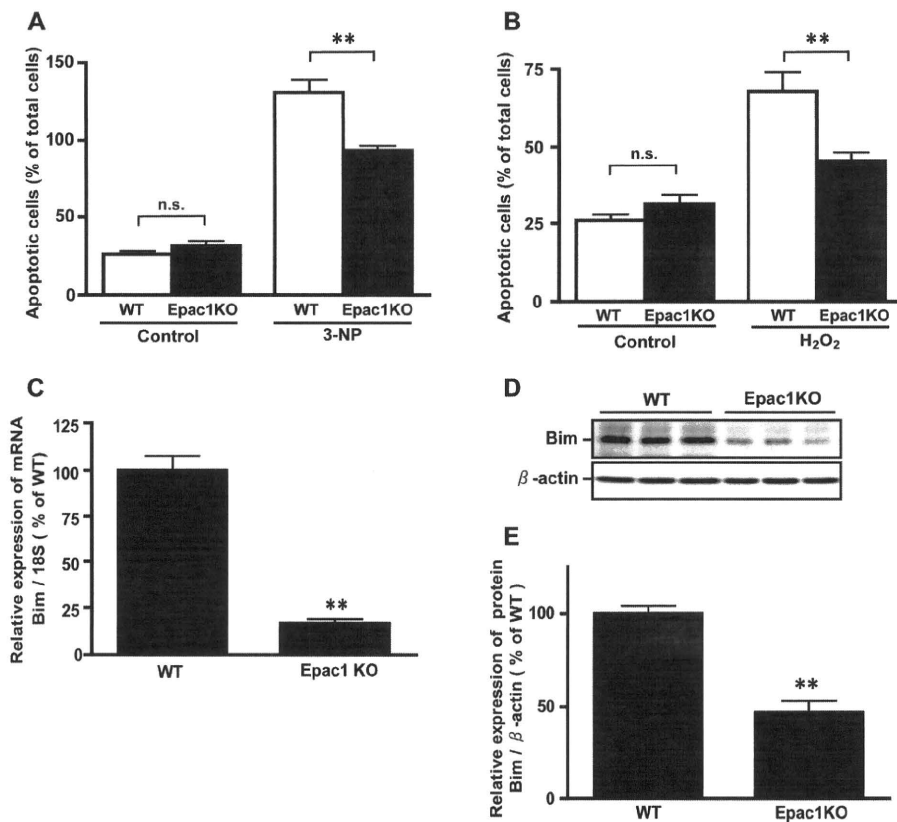 A
Apoptotic cells (% of total cells)
150
100
50
0
n.s.
**
WT
Epac1KO
WT
Epac1KO
Control
3-NP
B
Apoptotic cells (% of total cells)
75
50
25
0
n.s.
**
WT
Epac1KO
WT
Epac1KO
Control
H₂O₂
C
Relative expression of mRNA
Bim / 18S ( % of WT)
125
100
75
50
25
0
**
WT
Epac1 KO
D
WT
Epac1KO
Bim
β-actin
E
Relative expression of protein
Bim / β-actin ( % of WT)
100
50
0
**
WT
Epac1KO